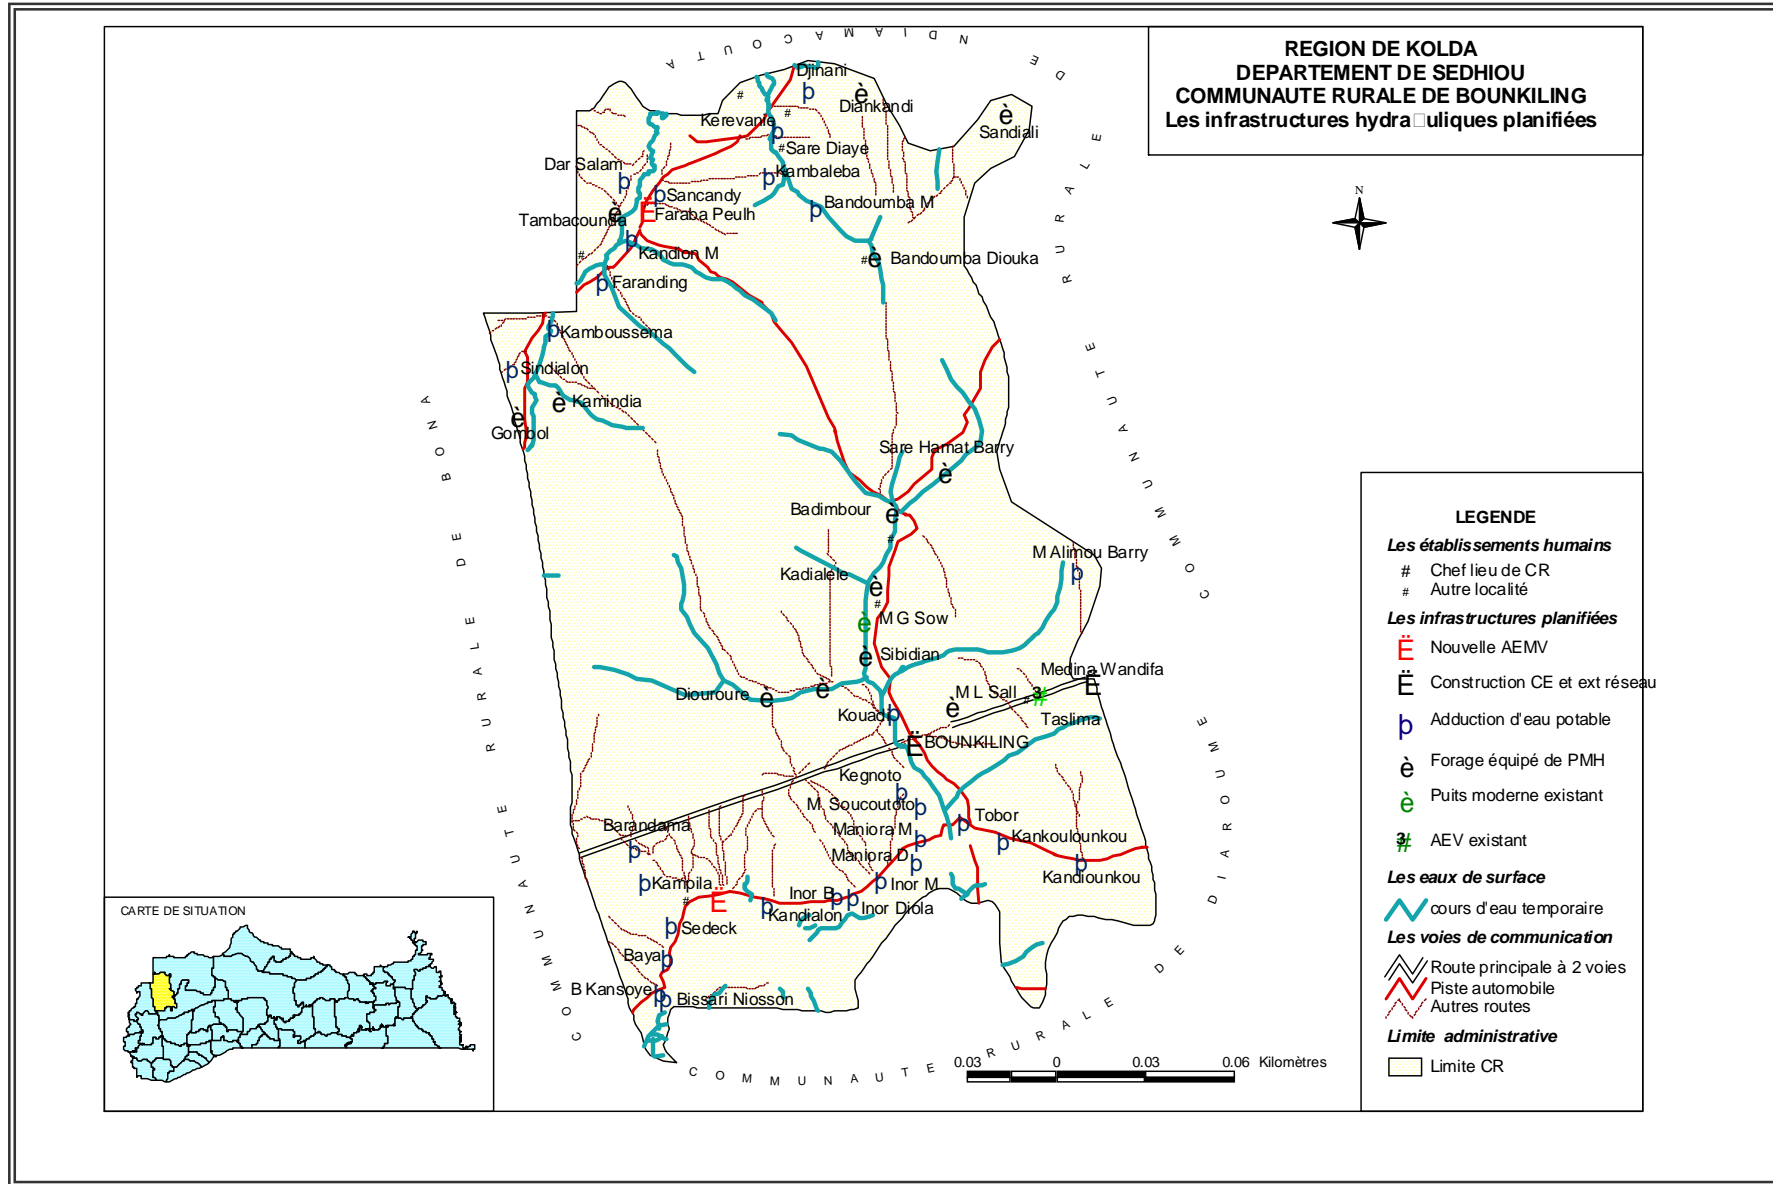 REGION DE KOLDA
DEPARTEMENT DE SEDHIOU
COMMUNAUTE RURALE DE BOUNKILING
Les infrastructures hydra□uliques planifiées
NDIAMACOUTA
COMMUNAUTE RURALE DE
N
Djinani
Diankandi
Kerevanle
Sandiali
Sare Diaye
Dar Salam
Kambaleba
Sancandy
Bandoumba M
Faraba Peulh
Tambacounda
Kandion M
Bandoumba Diouka
Faranding
Kamboussema
Sindialon
Kamindia
Gombol
Sare Hamat Barry
Badimbour
M Alimou Barry
Kadialele
M G Sow
Sibidian
Medina Wandifa
Diouroure
M L Sall
Kouad
Taslima
BOUNKILING
Kegnoto
M. Soucoutoto
Tobor
Barandama
Maniora M
Kankoulounkou
Maniora D
Kandiounkou
Kampila
Inor B
Inor M
Kandialon
Inor Diola
Sedeck
Baya
B Kansoye
Bissari Niosson
COMMUNAUTE RURALE DE BONA
COMMUNAUTE RURALE DE DIAROUME
0.03 0 0.03 0.06 Kilomètres
LEGENDE
Les établissements humains
# Chef lieu de CR
# Autre localité
Les infrastructures planifiées
Ë Nouvelle AEMV
Ë Construction CE et ext réseau
þ Adduction d'eau potable
è Forage équipé de PMH
è Puits moderne existant
3# AEV existant
Les eaux de surface
cours d'eau temporaire
Les voies de communication
Route principale à 2 voies
Piste automobile
Autres routes
Limite administrative
Limite CR
CARTE DE SITUATION